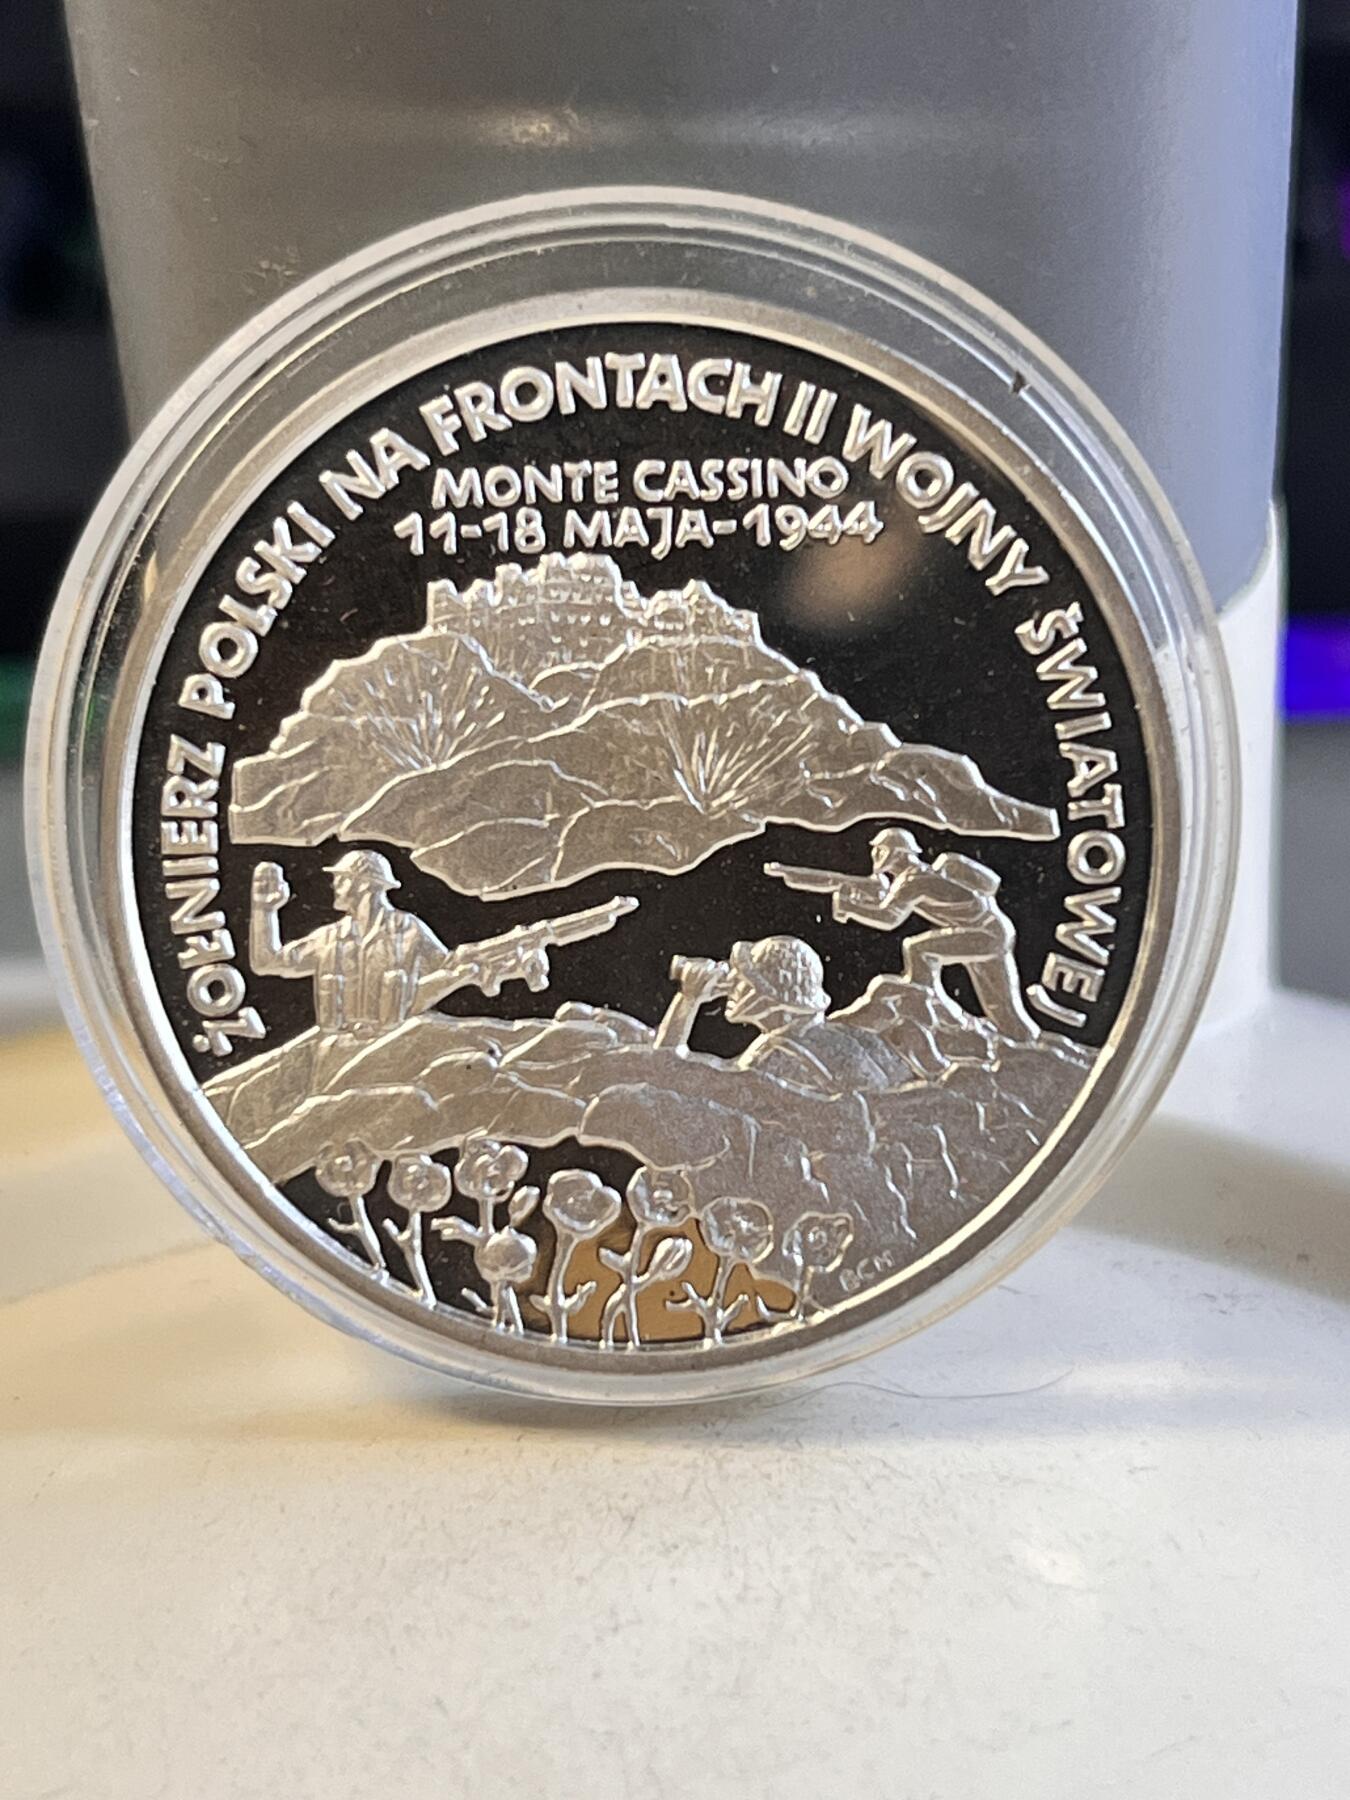 ŻOŁNIERZ POLSKI NA FRONTACH II WOJNY ŚWIATOWEJ
MONTE CASSINO
11-18 MAJA-1944